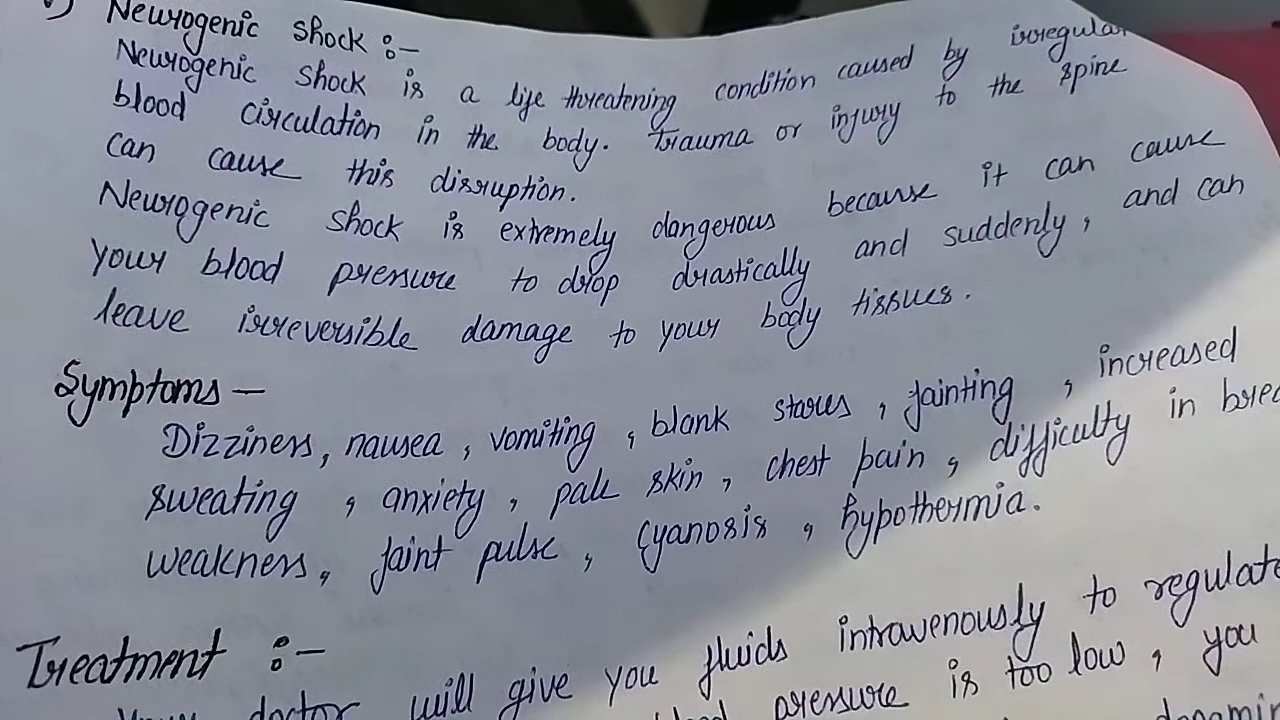 Neurogenic shock :-
Neurogenic shock is a life threatening condition caused by irregular
blood circulation in the body. Trauma or injury to the spine
can cause this disruption.
Neurogenic shock is extremely dangerous because it can cause
your blood pressure to drop drastically and suddenly, and can
leave irreversible damage to your body tissues.
Symptoms -
Dizziness, nausea, vomiting, blank stares, fainting, increased
sweating, anxiety, pale skin, chest pain, difficulty in brea
weakness, faint pulse, cyanosis, hypothermia.
Treatment :-
Your doctor will give you fluids intravenously to regulate
pressure is too low, you